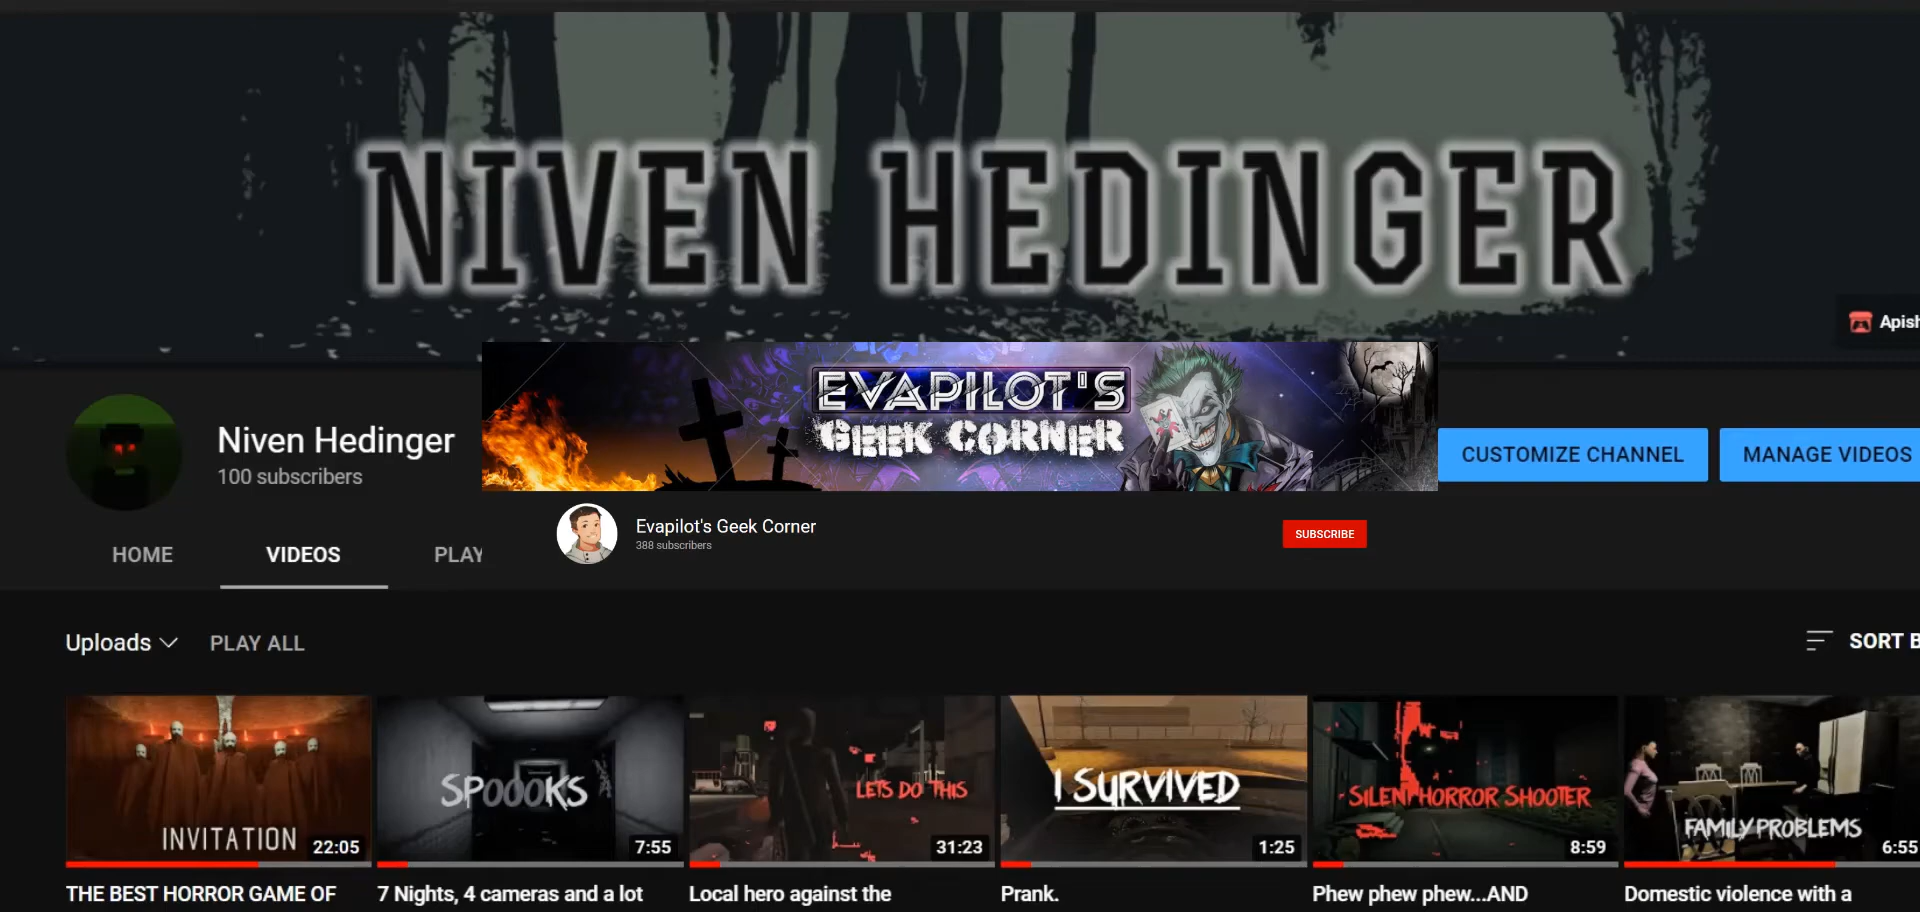 NIVEN HEDINGER
Apish
EVAPILOT'S
GEEK CORNER
Niven Hedinger
100 subscribers
CUSTOMIZE CHANNEL
MANAGE VIDEOS
Evapilot's Geek Corner
388 subscribers
SUBSCRIBE
HOME
VIDEOS
PLAY
Uploads
PLAY ALL
SORT B
INVITATION
22:05
SPOOOKS
7:55
LETS DO THIS
31:23
I SURVIVED
1:25
SILENT HORROR SHOOTER
8:59
FAMILY PROBLEMS
6:55
THE BEST HORROR GAME OF
7 Nights, 4 cameras and a lot
Local hero against the
Prank.
Phew phew phew...AND
Domestic violence with a